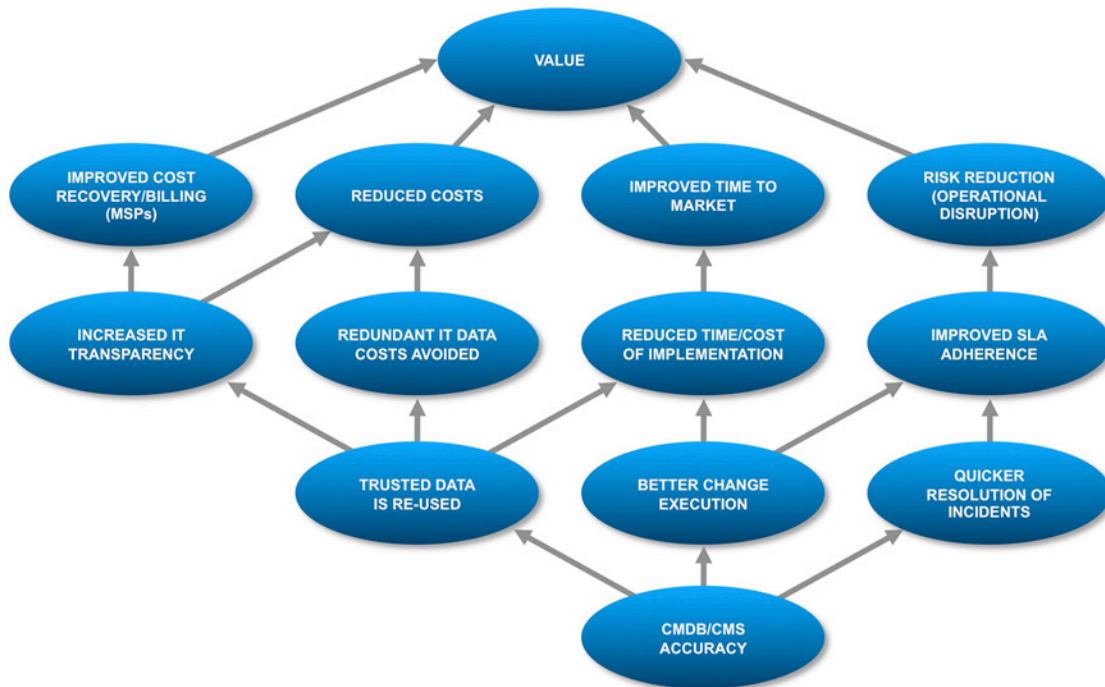 VALUE
IMPROVED COST
RECOVERY/BILLING
(MSPs)
REDUCED COSTS
IMPROVED TIME TO
MARKET
RISK REDUCTION
(OPERATIONAL
DISRUPTION)
INCREASED IT
TRANSPARENCY
REDUNDANT IT DATA
COSTS AVOIDED
REDUCED TIME/COST
OF IMPLEMENTATION
IMPROVED SLA
ADHERENCE
TRUSTED DATA
IS RE-USED
BETTER CHANGE
EXECUTION
QUICKER
RESOLUTION OF
INCIDENTS
CMDB/CMS
ACCURACY